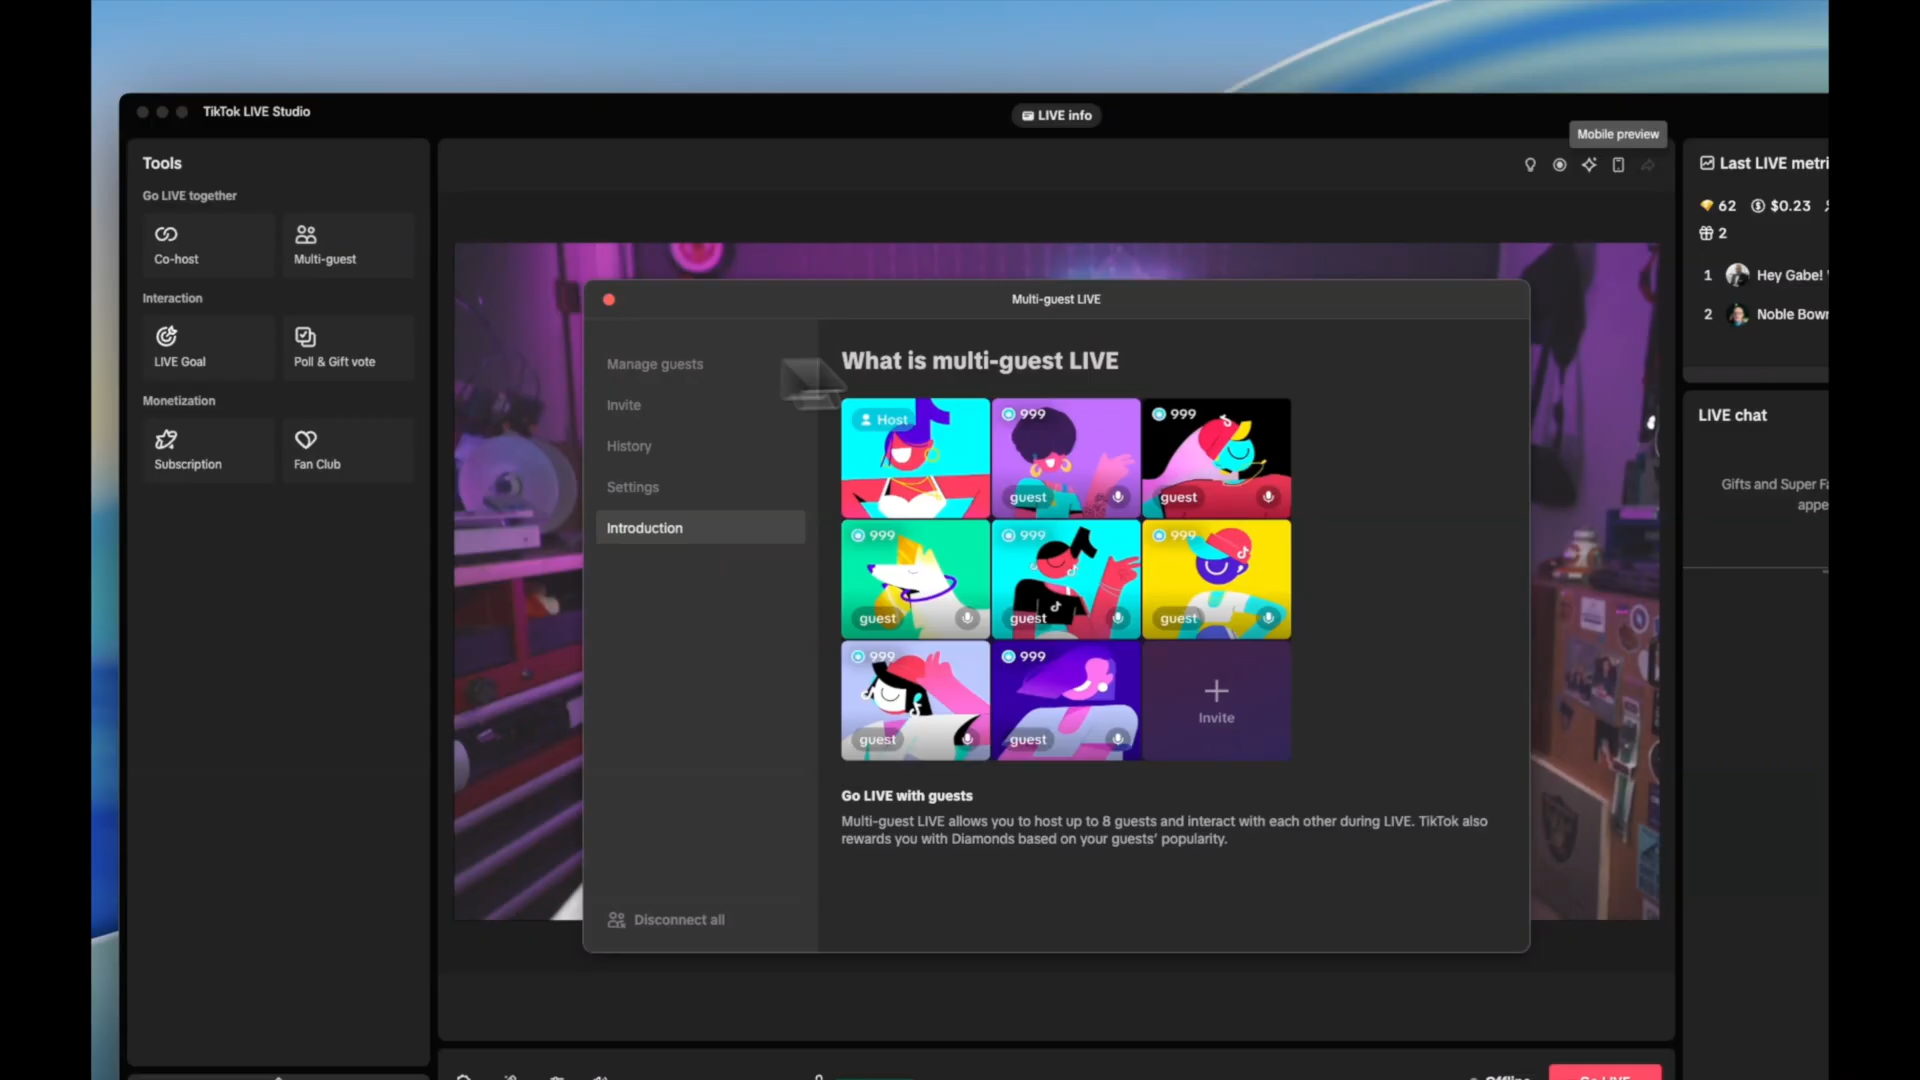 TikTok LIVE Studio
LIVE info
Mobile preview
Tools
Go LIVE together
Co-host
Multi-guest
Interaction
LIVE Goal
Poll & Gift vote
Monetization
Subscription
Fan Club
Multi-guest LIVE
Manage guests
Invite
History
Settings
Introduction
Disconnect all
What is multi-guest LIVE
Host
999
guest
999
guest
999
guest
999
guest
999
guest
999
guest
999
guest
Invite
Go LIVE with guests
Multi-guest LIVE allows you to host up to 8 guests and interact with each other during LIVE. TikTok also
rewards you with Diamonds based on your guests' popularity.
Last LIVE metri
62 $0.23
2
1 Hey Gabe!
2 Noble Bow
LIVE chat
Gifts and Super Fa
appe
Offline
Go LIVE